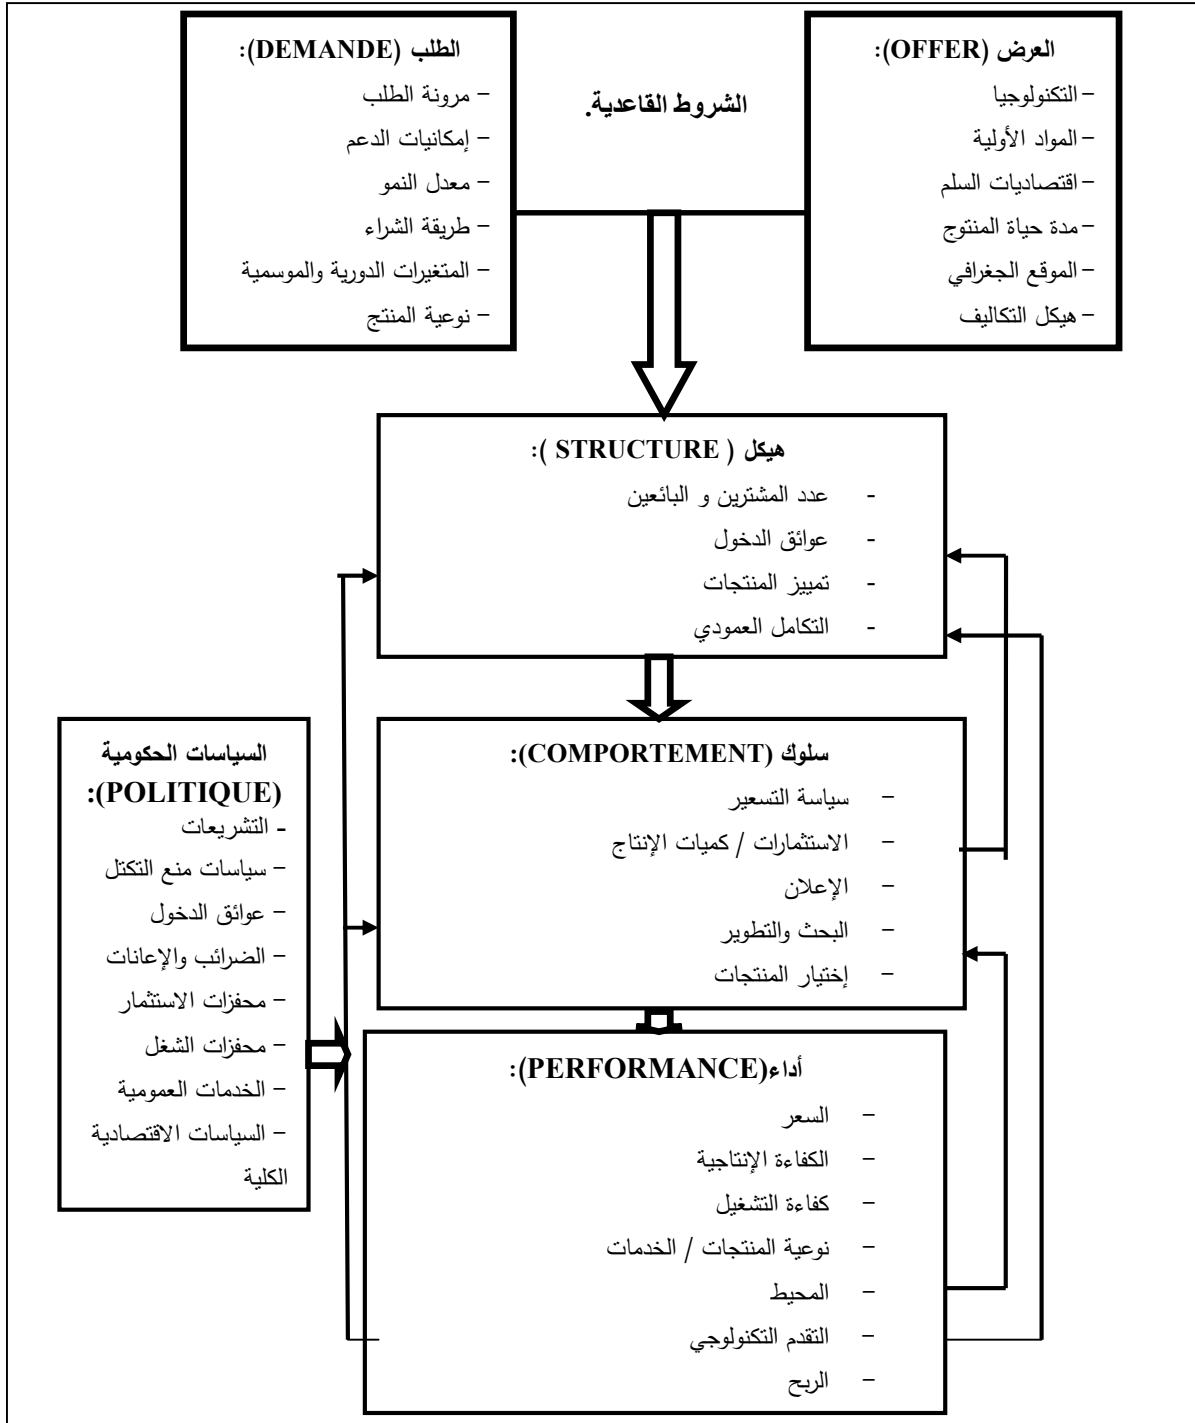 العرض (OFFER):
-التكنولوجيا
-المواد الأولية
-اقتصاديات السلم
-مدة حياة المنتوج
-الموقع الجغرافي
-هيكل التكاليف
الشروط القاعدية.
الطلب (DEMANDE):
- مرونة الطلب
- إمكانيات الدعم
- معدل النمو
- طريقة الشراء
- المتغيرات الدورية والموسمية
- نوعية المنتج
هيكل ( STRUCTURE ):
- عدد المشترين و البائعين
- عوائق الدخول
- تمييز المنتجات
- التكامل العمودي
سلوك (COMPORTEMENT):
- سياسة التسعير
- الاستثمارات / كميات الإنتاج
- الإعلان
- البحث والتطوير
- إختيار المنتجات
السياسات الحكومية
(POLITIQUE):
- التشريعات
- سياسات منع التكتل
- عوائق الدخول
- الضرائب والإعانات
- محفزات الاستثمار
- محفزات الشغل
- الخدمات العمومية
- السياسات الاقتصادية
الكلية
أداء(PERFORMANCE):
- السعر
- الكفاءة الإنتاجية
- كفاءة التشغيل
- نوعية المنتجات / الخدمات
- المحيط
- التقدم التكنولوجي
- الربح